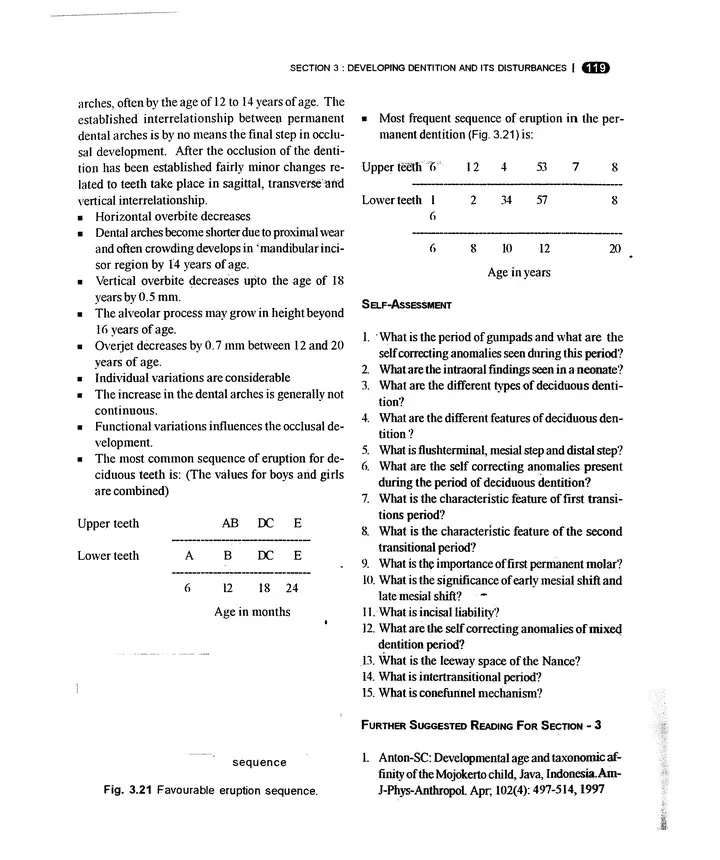 SECTION 3 : DEVELOPING DENTITION AND ITS DISTURBANCES | 119
arches, often by the age of 12 to 14 years of age. The
established interrelationship between permanent
dental arches is by no means the final step in occlu-
sal development. After the occlusion of the denti-
tion has been established fairly minor changes re-
lated to teeth take place in sagittal, transverse and
vertical interrelationship.
▪ Horizontal overbite decreases
▪ Dental arches become shorter due to proximal wear
and often crowding develops in 'mandibular inci-
sor region by 14 years of age.
▪ Vertical overbite decreases upto the age of 18
years by 0.5 mm.
▪ The alveolar process may grow in height beyond
16 years of age.
▪ Overjet decreases by 0.7 mm between 12 and 20
years of age.
▪ Individual variations are considerable
▪ The increase in the dental arches is generally not
continuous.
▪ Functional variations influences the occlusal de-
velopment.
▪ The most common sequence of eruption for de-
ciduous teeth is: (The values for boys and girls
are combined)
Upper teeth AB DC E
Lower teeth A B DC E
6 12 18 24
Age in months
sequence
Fig. 3.21 Favourable eruption sequence.
▪ Most frequent sequence of eruption in the per-
manent dentition (Fig. 3.21) is:
Upper teeth 6 12 4 53 7 8
Lower teeth 1 2 34 57 8
6
6 8 10 12 20
Age in years
SELF-ASSESSMENT
1. What is the period of gumpads and what are the
self correcting anomalies seen during this period?
2. What are the intraoral findings seen in a neonate?
3. What are the different types of deciduous denti-
tion?
4. What are the different features of deciduous den-
tition ?
5. What is flushterminal, mesial step and distal step?
6. What are the self correcting anomalies present
during the period of deciduous dentition?
7. What is the characteristic feature of first transi-
tions period?
8. What is the characteristic feature of the second
transitional period?
9. What is the importance of first permanent molar?
10. What is the significance of early mesial shift and
late mesial shift?
11. What is incisal liability?
12. What are the self correcting anomalies of mixed
dentition period?
13. What is the leeway space of the Nance?
14. What is intertransitional period?
15. What is conefunnel mechanism?
FURTHER SUGGESTED READING FOR SECTION - 3
1. Anton-SC: Developmental age and taxonomic af-
finity of the Mojokerto child, Java, Indonesia. Am-
J-Phys-Anthropol. Apr; 102(4): 497-514, 1997